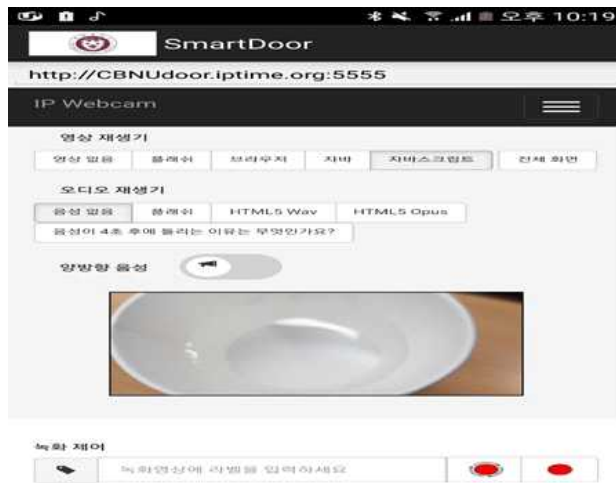 오후 10:19
SmartDoor
http://CBNUdoor.iptime.org:5555
IP Webcam
영상 재생기
영상 없음 플래쉬 브라우저 자바 자바스크립트 전체 화면
오디오 재생기
음성 없음 플래쉬 HTML5 Wav HTML5 Opus
음성이 4초 후에 들리는 이유는 무엇인가요?
양방향 음성
녹화 제어
녹화영상에 라벨을 입력하세요